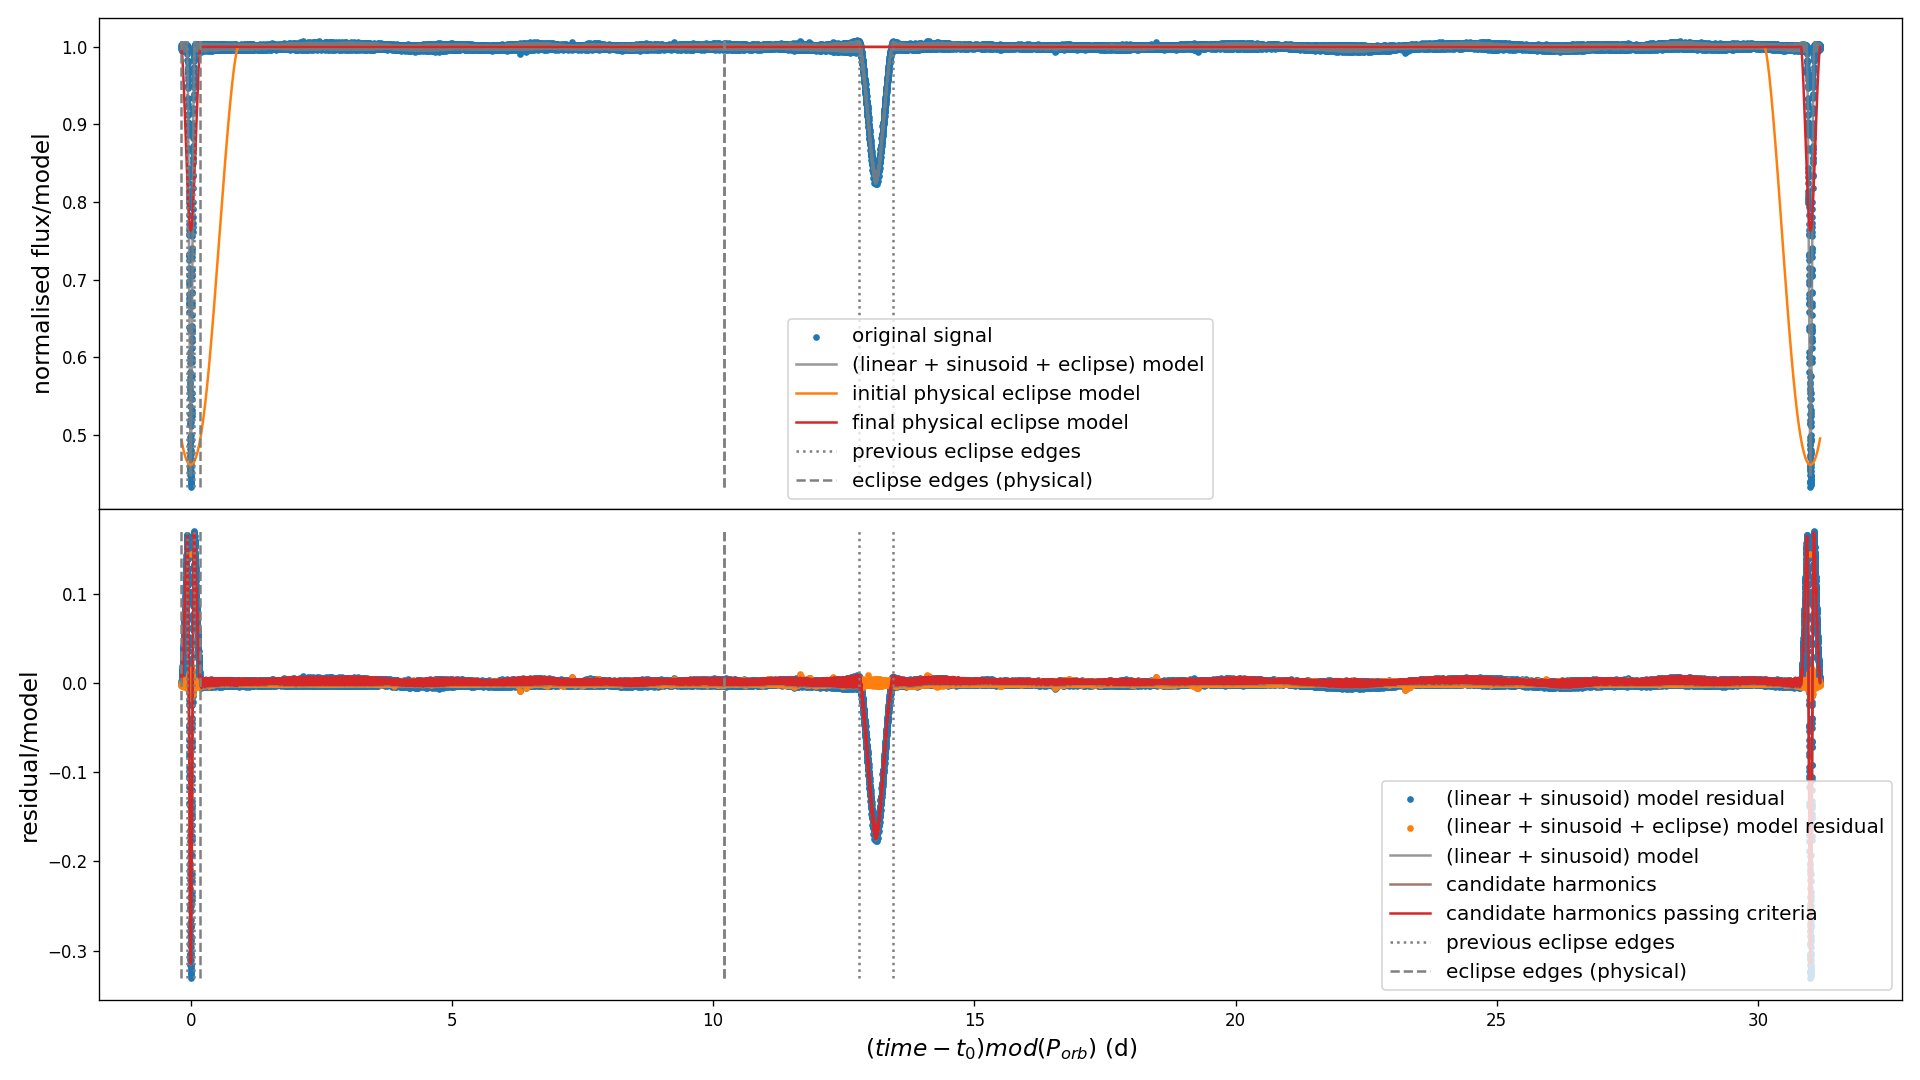 1.0
0.9
0.8
0.7
0.6
0.5
normalised flux/model
original signal
(linear + sinusoid + eclipse) model
initial physical eclipse model
final physical eclipse model
previous eclipse edges
eclipse edges (physical)
0.1
0.0
−0.1
−0.2
−0.3
residual/model
(linear + sinusoid) model residual
(linear + sinusoid + eclipse) model residual
(linear + sinusoid) model
candidate harmonics
candidate harmonics passing criteria
previous eclipse edges
eclipse edges (physical)
0 5 10 15 20 25 30
(time − t₀)mod(P_orb) (d)